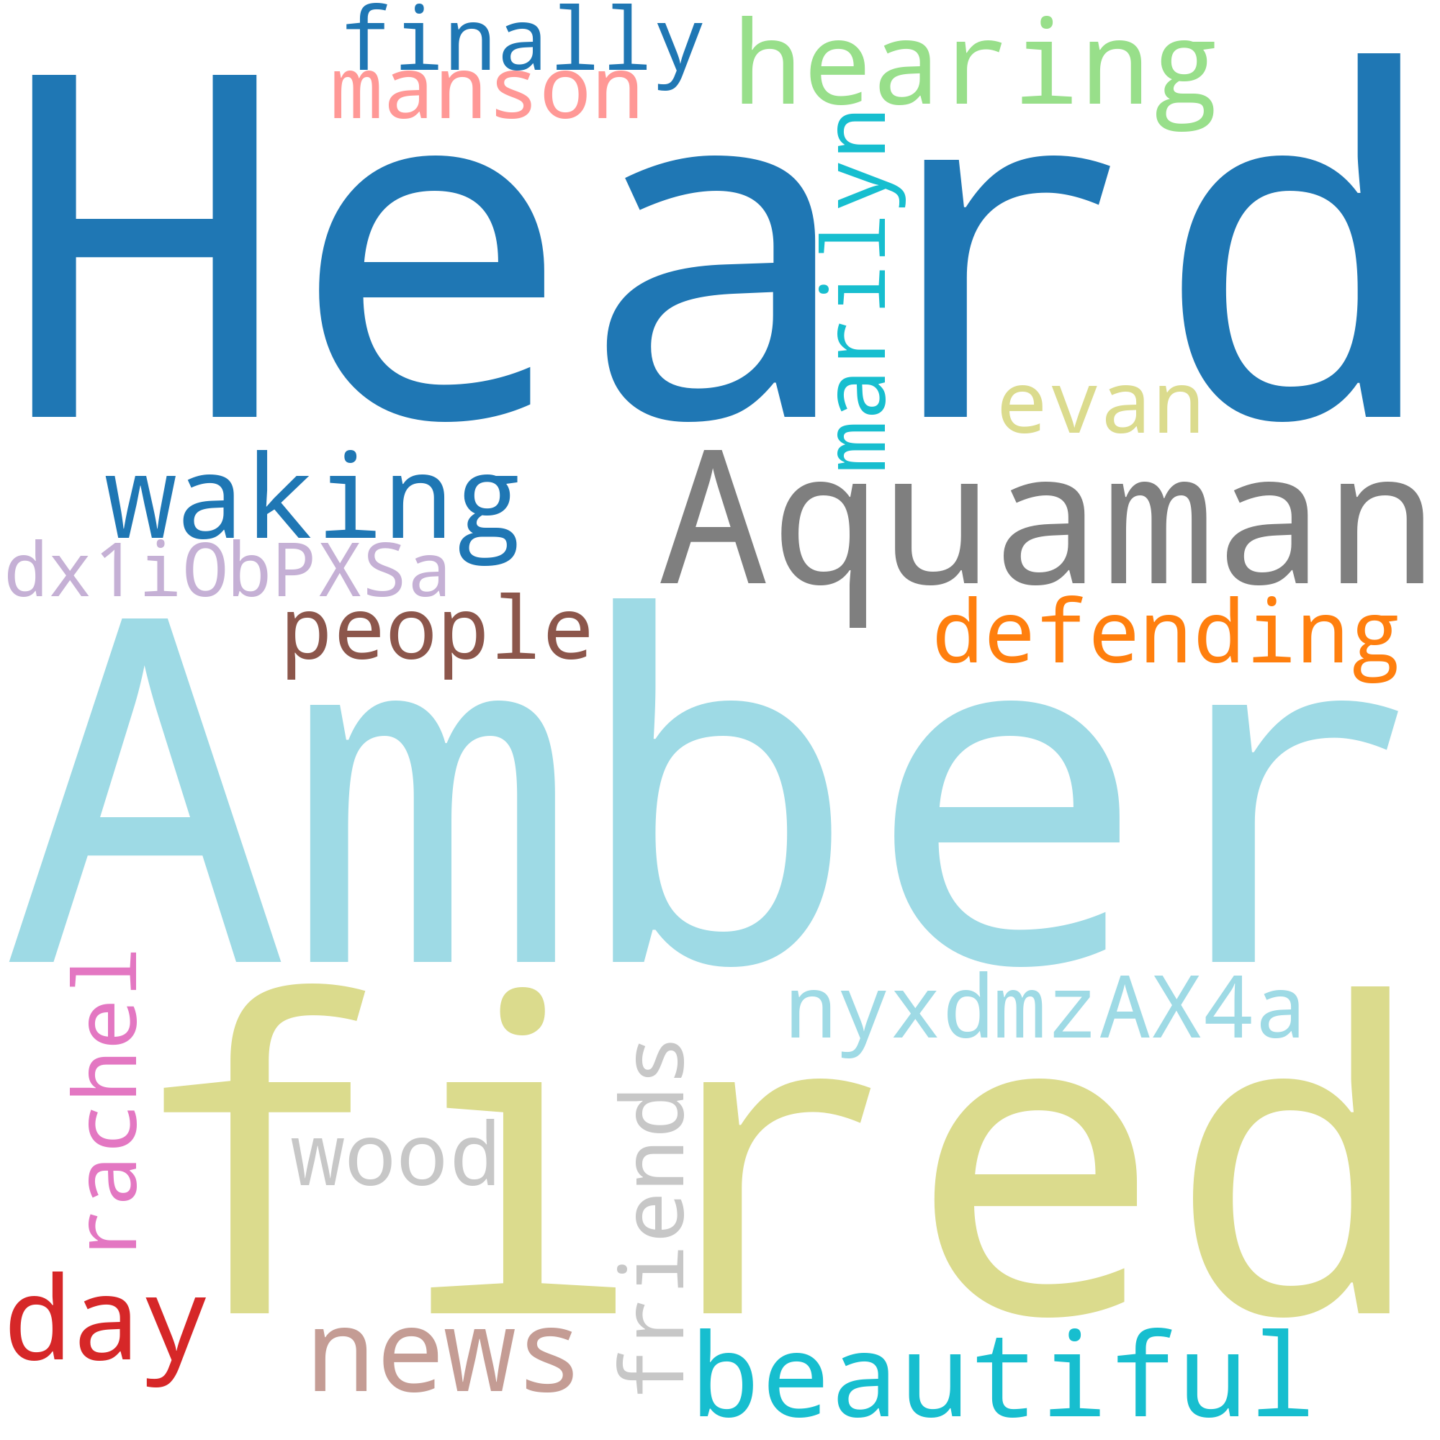 finally
hearing
manson
Heard
marilyn
evan
waking
Aquaman
dx1iObPXSa
people
defending
Amber
rachel
nyxdmzAX4a
fired
friends
wood
day
news
beautiful